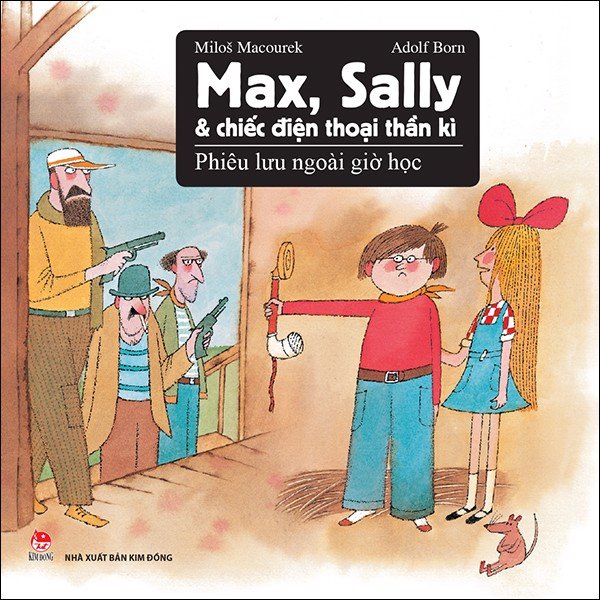 Miloš Macourek Adolf Born
Max, Sally
& chiếc điện thoại thần kì
Phiêu lưu ngoài giờ học
KIM ĐỒNG
NHÀ XUẤT BẢN KIM ĐỒNG